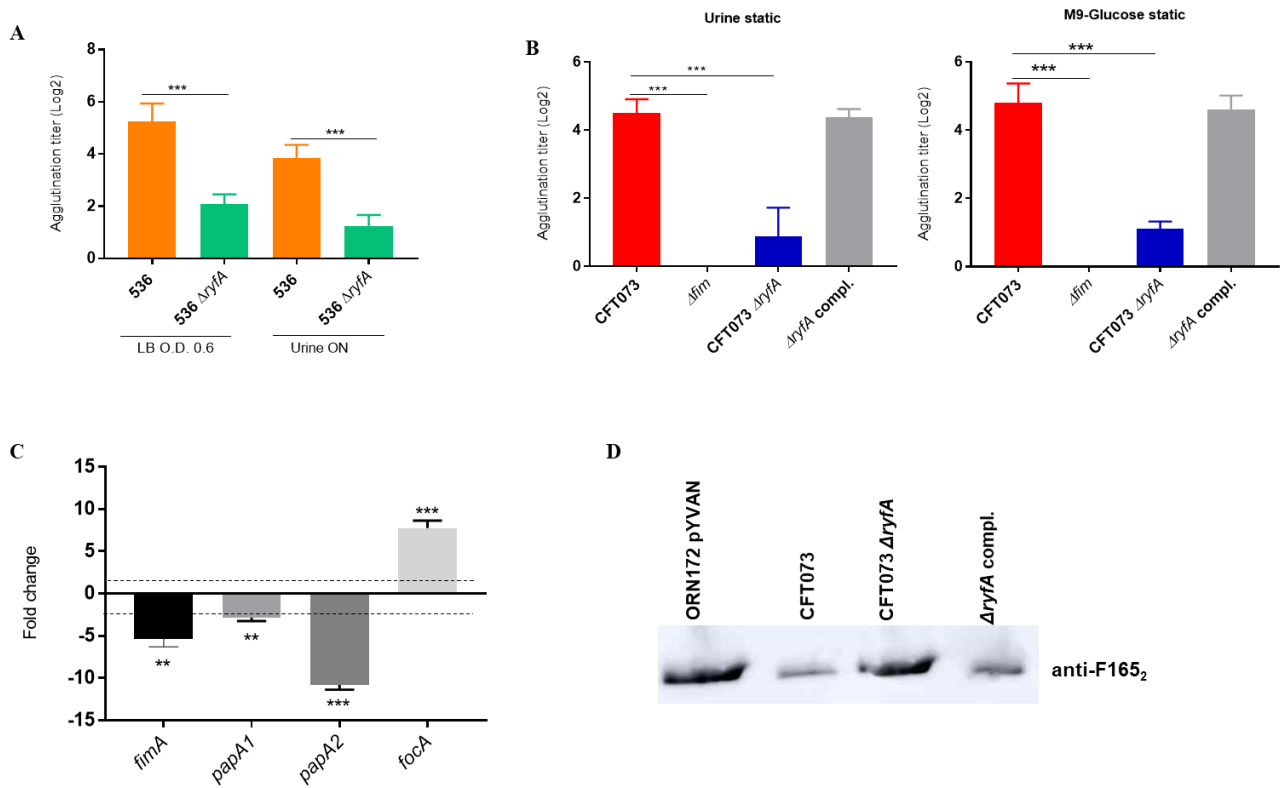 A
Agglutination titer (Log2)
8
6
4
2
0
***
***
536
536 ΔryfA
536
536 ΔryfA
LB O.D. 0.6
Urine ON
B
Urine static
Agglutination titer (Log2)
6
4
2
0
***
***
CFT073
Δfim
CFT073 ΔryfA
ΔryfA compl.
M9-Glucose static
Agglutination titer (Log2)
6
4
2
0
***
***
CFT073
Δfim
CFT073 ΔryfA
ΔryfA compl.
C
Fold change
15
10
5
0
-5
-10
-15
**
**
***
***
fimA
papA1
papA2
focA
D
ORN172 pYVAN
CFT073
CFT073 ΔryfA
ΔryfA compl.
anti-F165₂